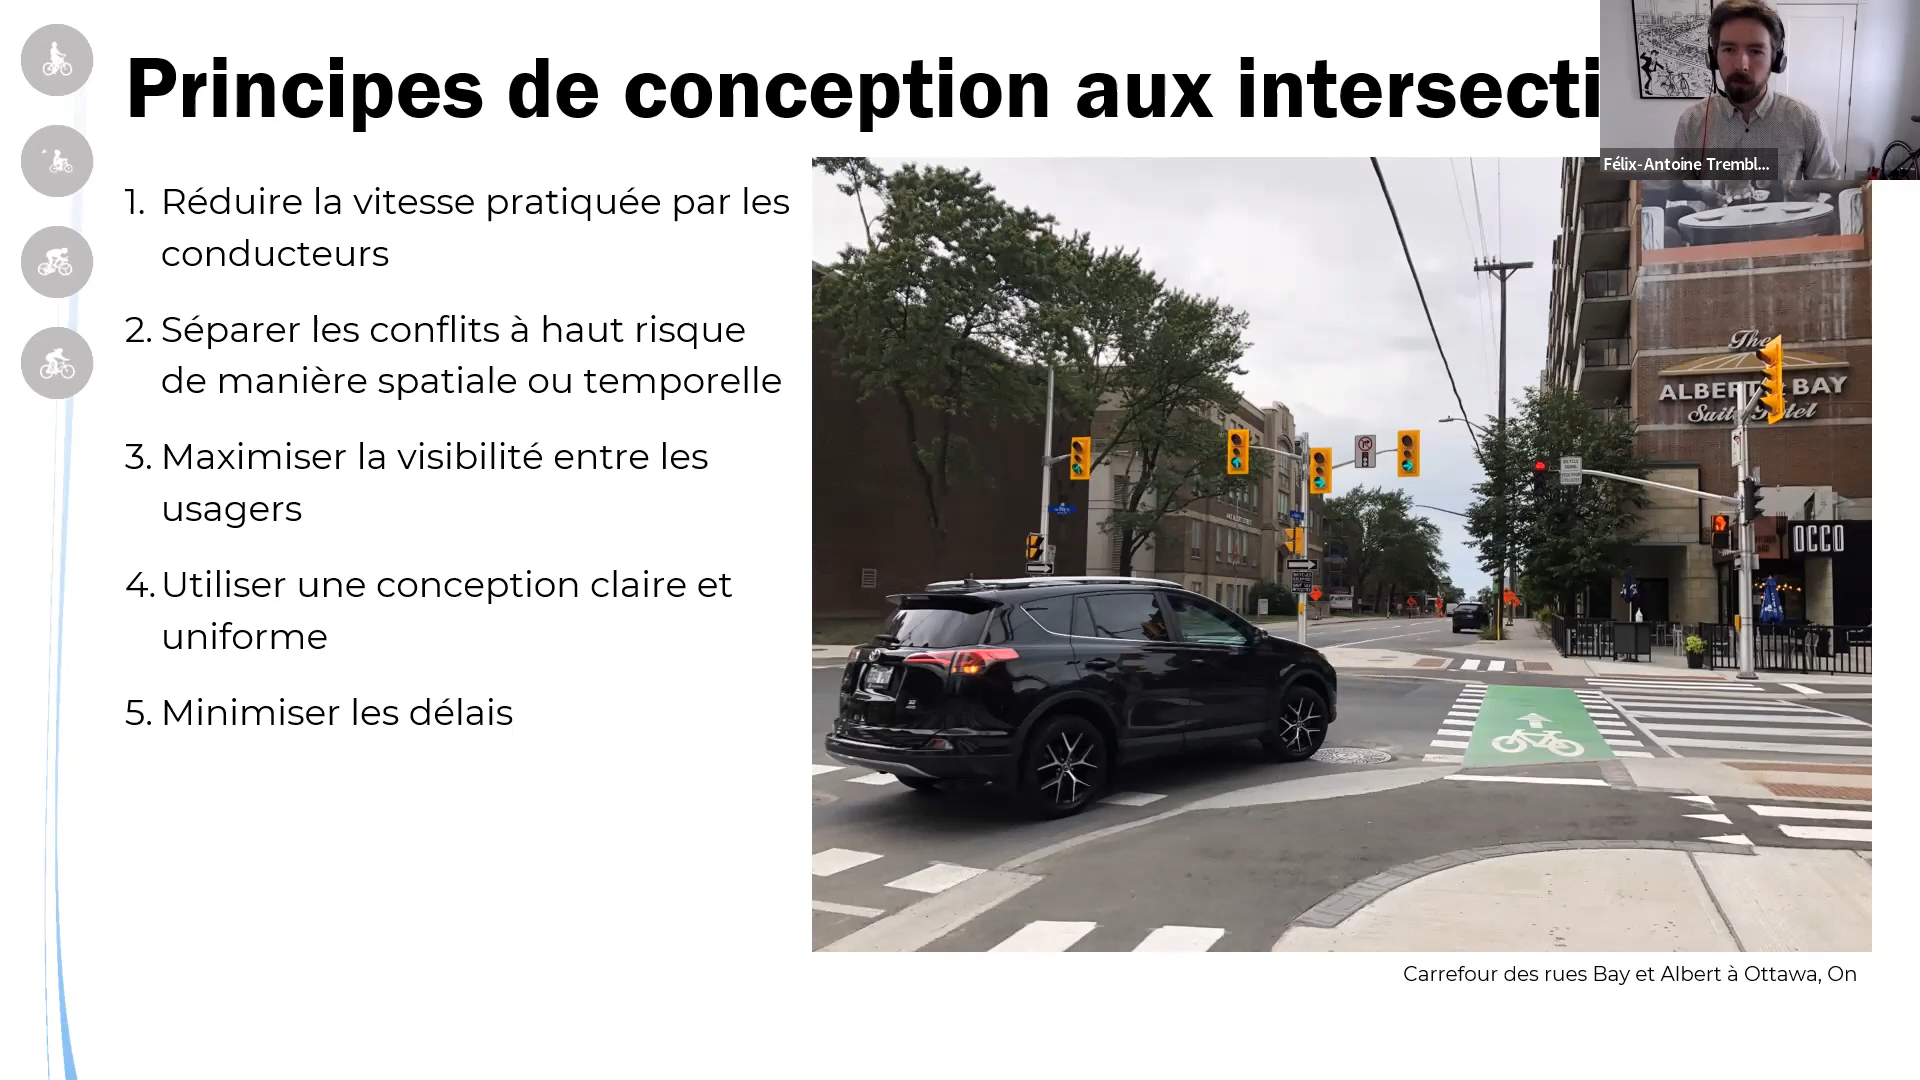 Principes de conception aux intersecti
Félix-Antoine Trembl...
1. Réduire la vitesse pratiquée par les
conducteurs
2. Séparer les conflits à haut risque
de manière spatiale ou temporelle
3. Maximiser la visibilité entre les
usagers
4. Utiliser une conception claire et
uniforme
5. Minimiser les délais
The
ALBERT BAY
OCCO
Carrefour des rues Bay et Albert à Ottawa, On